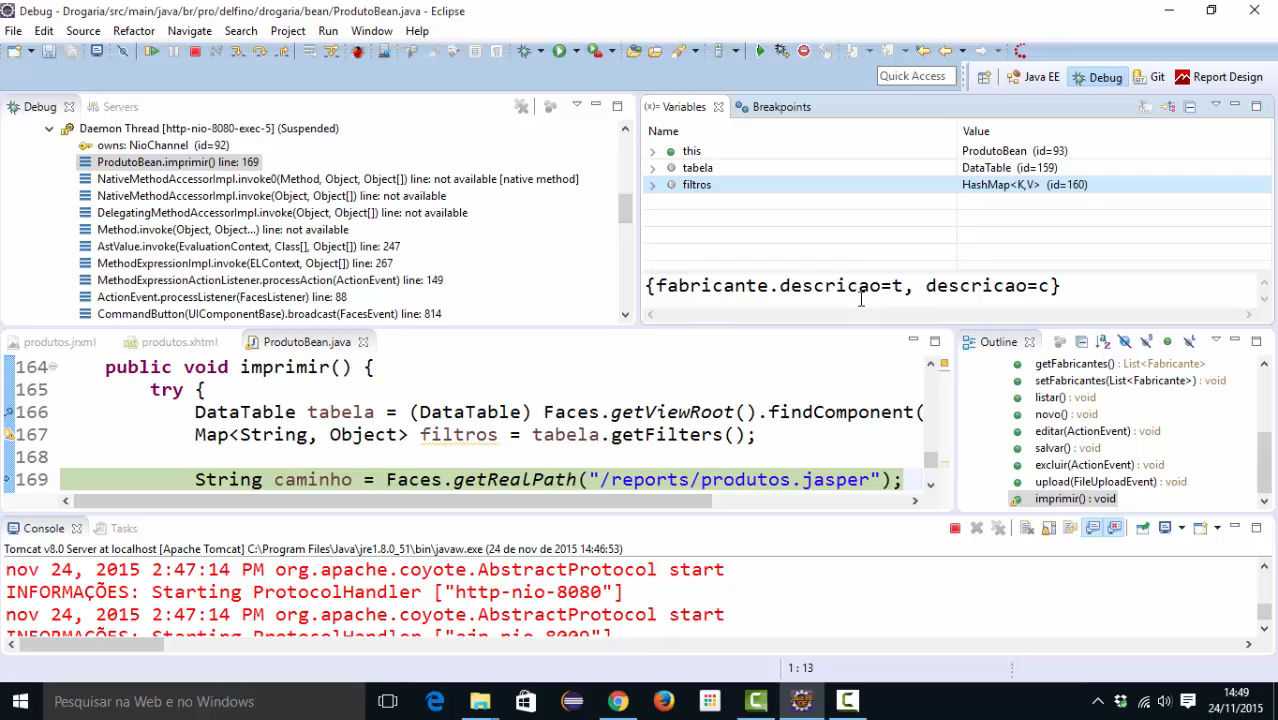 Debug - Drogaria/src/main/java/br/pro/delfino/drogaria/bean/ProdutoBean.java - Eclipse
File Edit Source Refactor Navigate Search Project Run Window Help
Quick Access Java EE Debug Git Report Design
Debug Servers
Daemon Thread [http-nio-8080-exec-5] (Suspended)
owns: NioChannel (id=92)
ProdutoBean.imprimir() line: 169
NativeMethodAccessorImpl.invoke0(Method, Object, Object[]) line: not available [native method]
NativeMethodAccessorImpl.invoke(Object, Object[]) line: not available
DelegatingMethodAccessorImpl.invoke(Object, Object[]) line: not available
Method.invoke(Object, Object...) line: not available
AstValue.invoke(EvaluationContext, Class[], Object[]) line: 247
MethodExpressionImpl.invoke(ELContext, Object[]) line: 267
MethodExpressionActionListener.processAction(ActionEvent) line: 149
ActionEvent.processListener(FacesListener) line: 88
CommandButton(UIComponentBase).broadcast(FacesEvent) line: 814
(x)= Variables Breakpoints
Name Value
this ProdutoBean (id=93)
tabela DataTable (id=159)
filtros HashMap<K,V> (id=160)
{fabricante.descricao=t, descricao=c}
produtos.jrxml produtos.xhtml ProdutoBean.java
164 public void imprimir() {
165 try {
166 DataTable tabela = (DataTable) Faces.getViewRoot().findComponent(
167 Map<String, Object> filtros = tabela.getFilters();
168
169 String caminho = Faces.getRealPath("/reports/produtos.jasper");
Outline
getFabricantes() : List<Fabricante>
setFabricantes(List<Fabricante>) : void
listar() : void
novo() : void
editar(ActionEvent) : void
salvar() : void
excluir(ActionEvent) : void
upload(FileUploadEvent) : void
imprimir() : void
Console Tasks
Tomcat v8.0 Server at localhost [Apache Tomcat] C:\Program Files\Java\jre1.8.0_51\bin\javaw.exe (24 de nov de 2015 14:46:53)
nov 24, 2015 2:47:14 PM org.apache.coyote.AbstractProtocol start
INFORMAÇÕES: Starting ProtocolHandler ["http-nio-8080"]
nov 24, 2015 2:47:14 PM org.apache.coyote.AbstractProtocol start
INFORMAÇÕES: Starting ProtocolHandler ["ajp-nio-8009"]
1 : 13
Pesquisar na Web e no Windows
14:49
24/11/2015